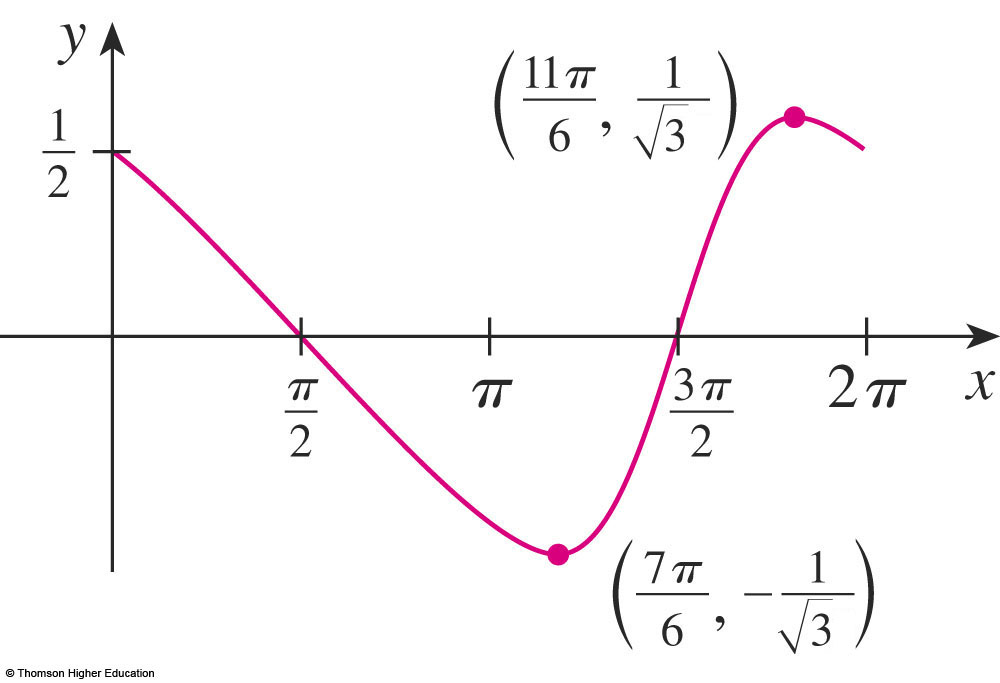 y
1/2
(11π/6, 1/√3)
π/2
π
3π/2
2π
x
(7π/6, -1/√3)
© Thomson Higher Education